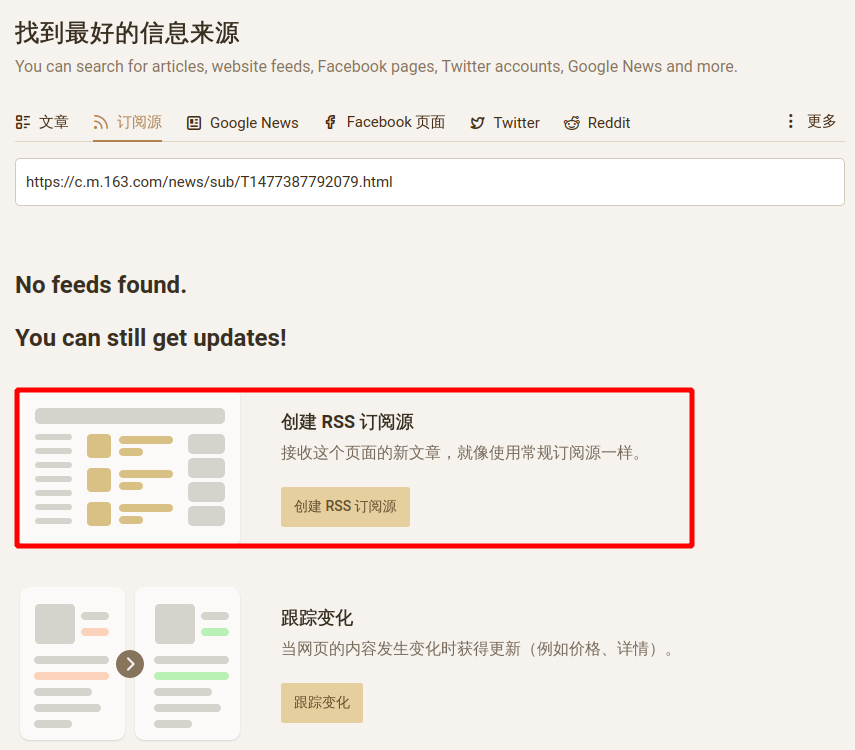 找到最好的信息来源
You can search for articles, website feeds, Facebook pages, Twitter accounts, Google News and more.
文章 订阅源 Google News Facebook 页面 Twitter Reddit 更多
https://c.m.163.com/news/sub/T1477387792079.html
No feeds found.
You can still get updates!
创建 RSS 订阅源
接收这个页面的新文章，就像使用常规订阅源一样。
创建 RSS 订阅源
跟踪变化
当网页的内容发生变化时获得更新（例如价格、详情）。
跟踪变化